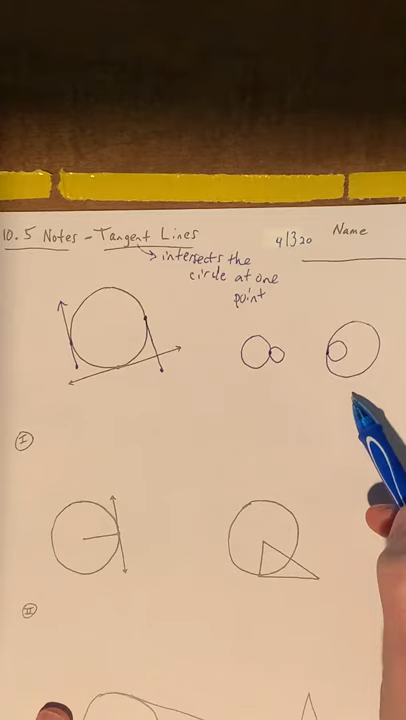 10.5 Notes - Tangent Lines
4/3 20
Name
intersects the
circle at one
point
I
II